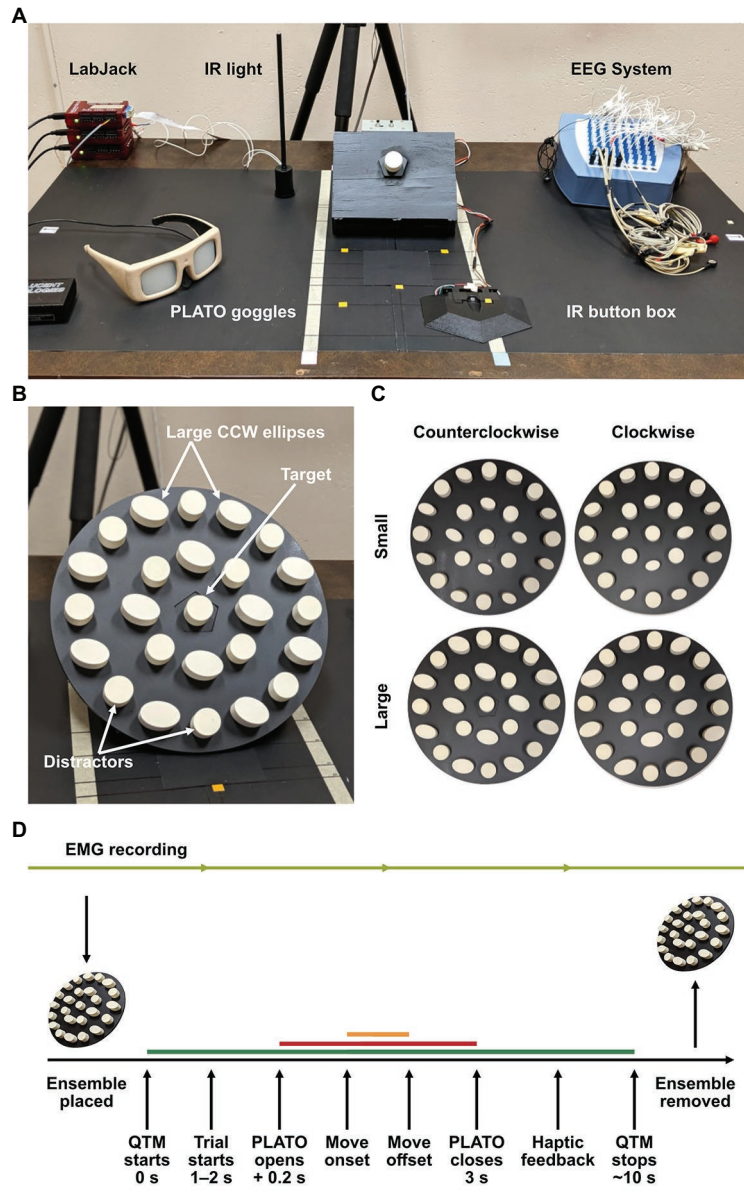 A
LabJack
IR light
EEG System
PLATO goggles
IR button box
B
Large CCW ellipses
Target
Distractors
C
Counterclockwise
Clockwise
Small
Large
D
EMG recording
Ensemble
placed
Ensemble
removed
QTM
starts
0 s
Trial
starts
1–2 s
PLATO
opens
+ 0.2 s
Move
onset
Move
offset
PLATO
closes
3 s
Haptic
feedback
QTM
stops
~10 s